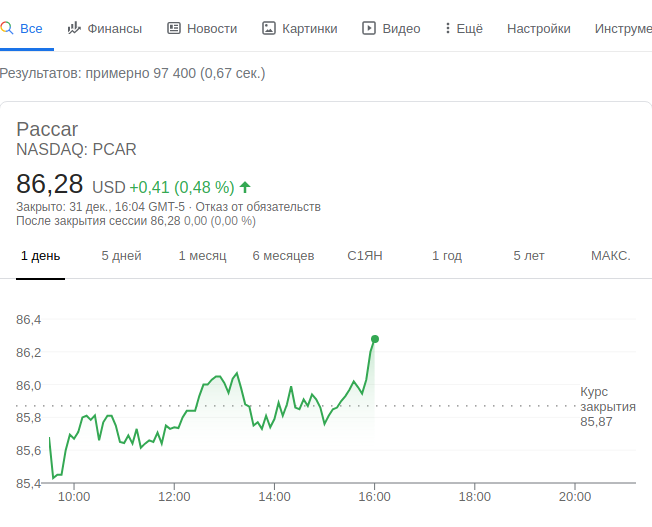 Все Финансы Новости Картинки Видео Ещё Настройки Инструме
Результатов: примерно 97 400 (0,67 сек.)
Paccar
NASDAQ: PCAR
86,28 USD +0,41 (0,48 %)
Закрыто: 31 дек., 16:04 GMT-5 · Отказ от обязательств
После закрытия сессии 86,28 0,00 (0,00 %)
1 день 5 дней 1 месяц 6 месяцев С1ЯН 1 год 5 лет МАКС.
86,4
86,2
86,0
85,8
85,6
85,4
Курс
закрытия
85,87
10:00 12:00 14:00 16:00 18:00 20:00